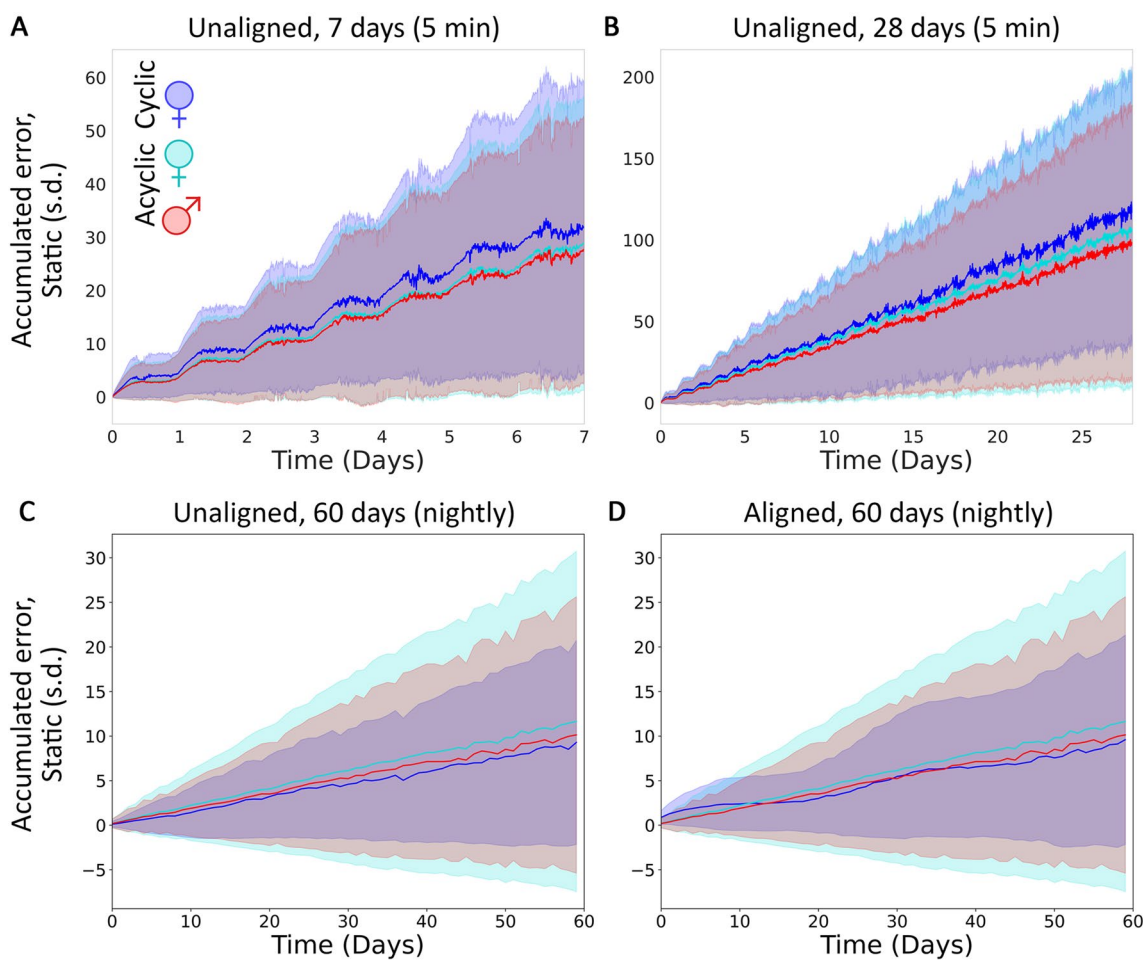 A
Unaligned, 7 days (5 min)
Accumulated error,
Static (s.d.)
60
50
40
30
20
10
0
Acyclic Cyclic
♀
♀
♂
0 1 2 3 4 5 6 7
Time (Days)
B
Unaligned, 28 days (5 min)
200
150
100
50
0
0 5 10 15 20 25
Time (Days)
C
Unaligned, 60 days (nightly)
Accumulated error,
Static (s.d.)
30
25
20
15
10
5
0
−5
0 10 20 30 40 50 60
Time (Days)
D
Aligned, 60 days (nightly)
30
25
20
15
10
5
0
−5
0 10 20 30 40 50 60
Time (Days)